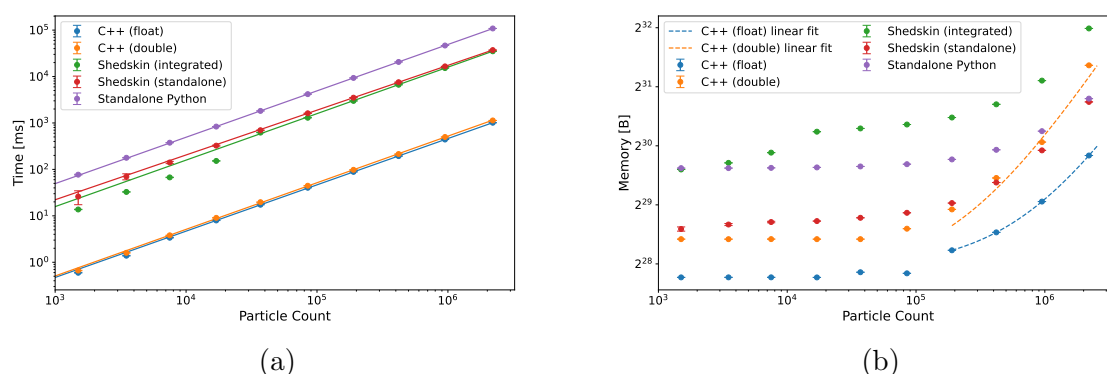 10^5
10^4
10^3
10^2
10^1
10^0
Time [ms]
C++ (float)
C++ (double)
Shedskin (integrated)
Shedskin (standalone)
Standalone Python
10^3
10^4
10^5
10^6
Particle Count
(a)
2^32
2^31
2^30
2^29
2^28
Memory [B]
C++ (float) linear fit
C++ (double) linear fit
C++ (float)
C++ (double)
Shedskin (integrated)
Shedskin (standalone)
Standalone Python
10^3
10^4
10^5
10^6
Particle Count
(b)